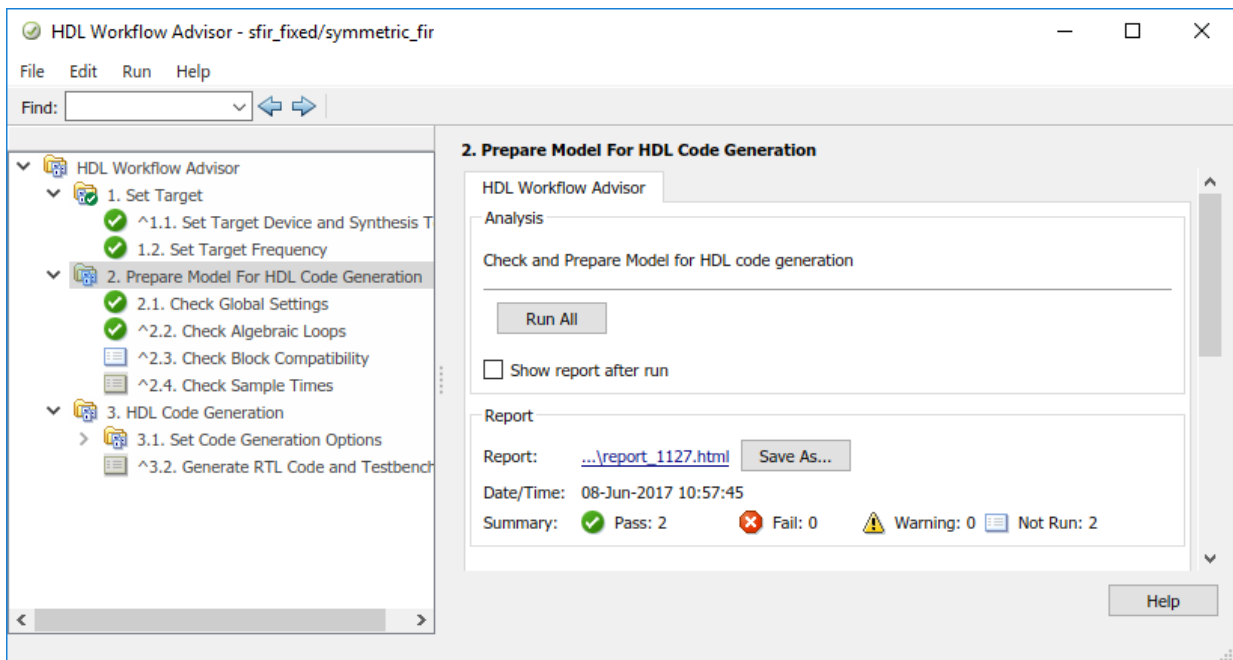 HDL Workflow Advisor - sfir_fixed/symmetric_fir
File Edit Run Help
Find:
HDL Workflow Advisor
1. Set Target
^1.1. Set Target Device and Synthesis T
1.2. Set Target Frequency
2. Prepare Model For HDL Code Generation
2.1. Check Global Settings
^2.2. Check Algebraic Loops
^2.3. Check Block Compatibility
^2.4. Check Sample Times
3. HDL Code Generation
3.1. Set Code Generation Options
^3.2. Generate RTL Code and Testbench
2. Prepare Model For HDL Code Generation
HDL Workflow Advisor
Analysis
Check and Prepare Model for HDL code generation
Run All
Show report after run
Report
Report: ...\report_1127.html Save As...
Date/Time: 08-Jun-2017 10:57:45
Summary: Pass: 2 Fail: 0 Warning: 0 Not Run: 2
Help